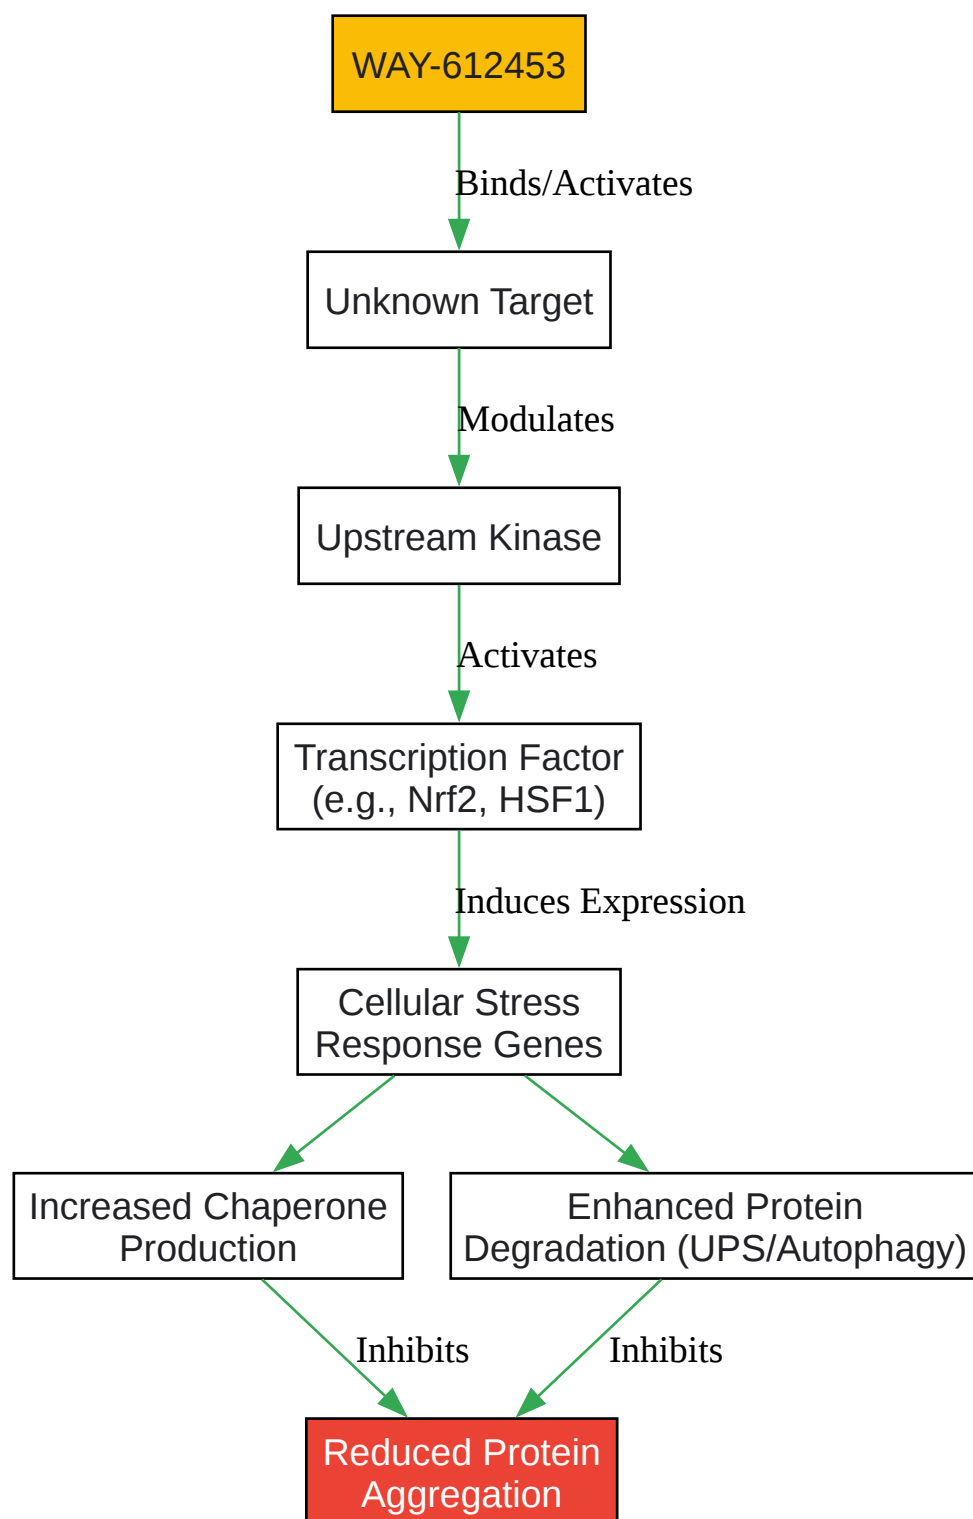 WAY-612453
Binds/Activates
Unknown Target
Modulates
Upstream Kinase
Activates
Transcription Factor
(e.g., Nrf2, HSF1)
Induces Expression
Cellular Stress
Response Genes
Increased Chaperone
Production
Enhanced Protein
Degradation (UPS/Autophagy)
Inhibits
Inhibits
Reduced Protein
Aggregation